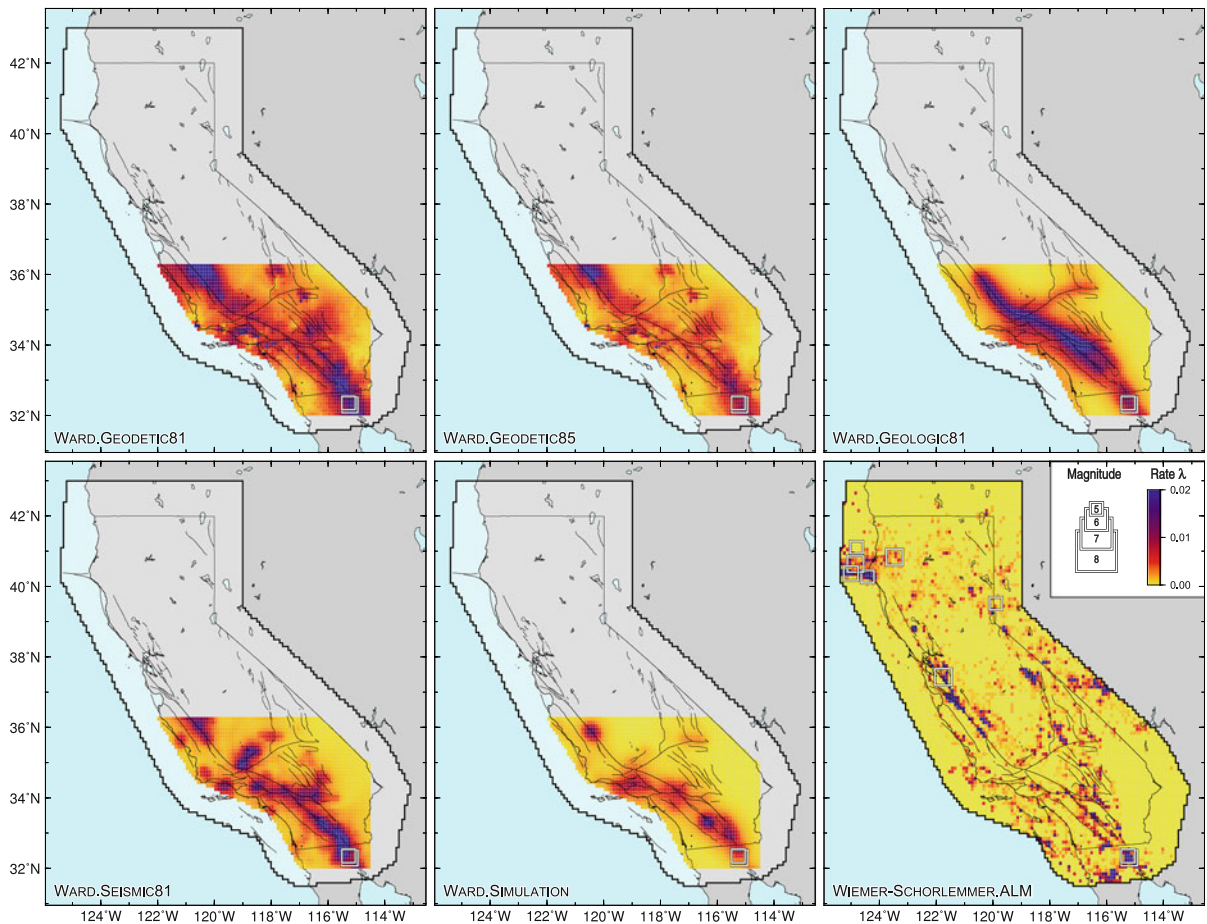 42°N
40°N
38°N
36°N
34°N
32°N
WARD.GEODETIC81
WARD.GEODETIC85
WARD.GEOLOGIC81
42°N
40°N
38°N
36°N
34°N
32°N
WARD.SEISMIC81
WARD.SIMULATION
WIEMER-SCHORLEMMER.ALM
Magnitude
5
6
7
8
Rate λ
0.02
0.01
0.00
124°W 122°W 120°W 118°W 116°W 114°W
124°W 122°W 120°W 118°W 116°W 114°W
124°W 122°W 120°W 118°W 116°W 114°W